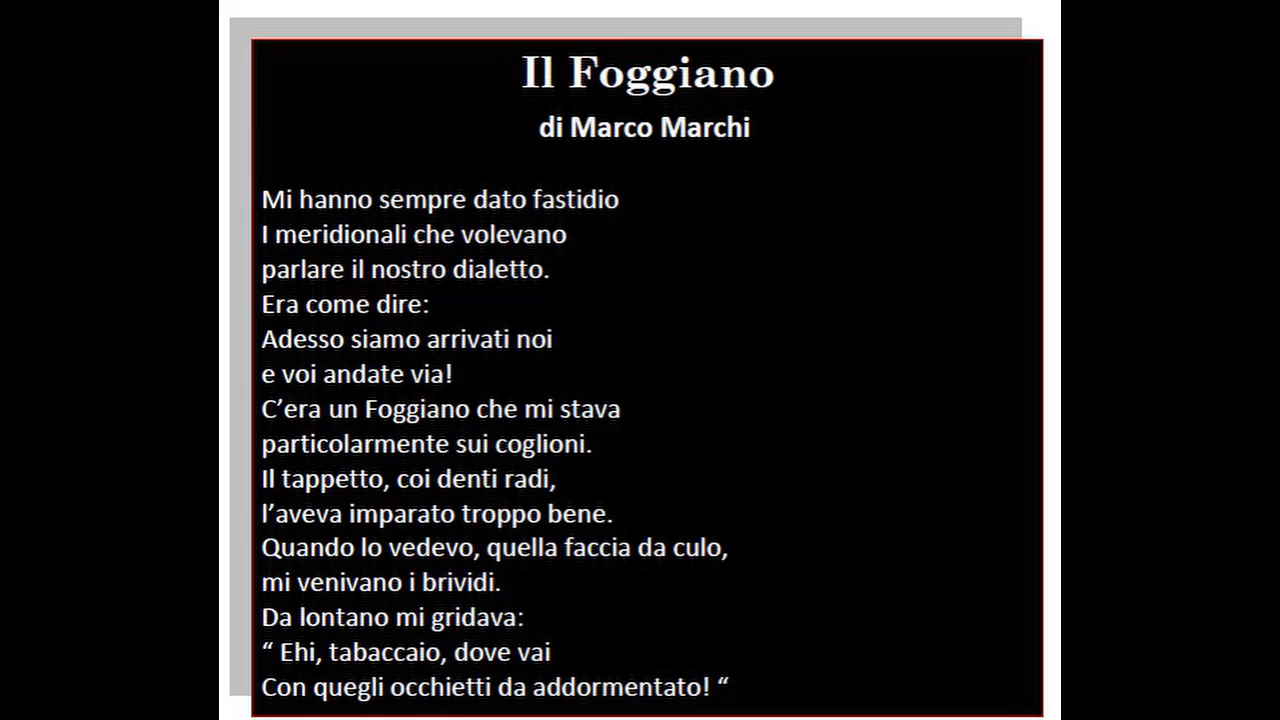 Il Foggiano
di Marco Marchi
Mi hanno sempre dato fastidio
I meridionali che volevano
parlare il nostro dialetto.
Era come dire:
Adesso siamo arrivati noi
e voi andate via!
C’era un Foggiano che mi stava
particolarmente sui coglioni.
Il tappetto, coi denti radi,
l’aveva imparato troppo bene.
Quando lo vedevo, quella faccia da culo,
mi venivano i brividi.
Da lontano mi gridava:
“ Ehi, tabaccaio, dove vai
Con quegli occhietti da addormentato! “